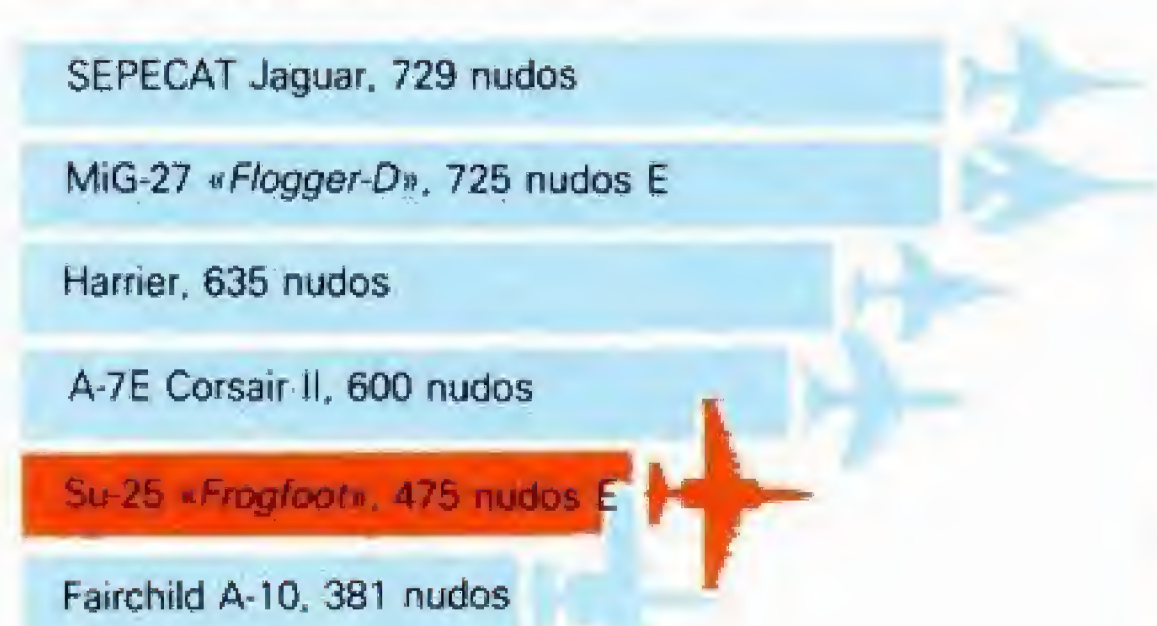 SEPECAT Jaguar, 729 nudos
MiG-27 «Flogger-D», 725 nudos E
Harrier, 635 nudos
A-7E Corsair II, 600 nudos
Su-25 «Frogfoot», 475 nudos E
Fairchild A-10, 381 nudos